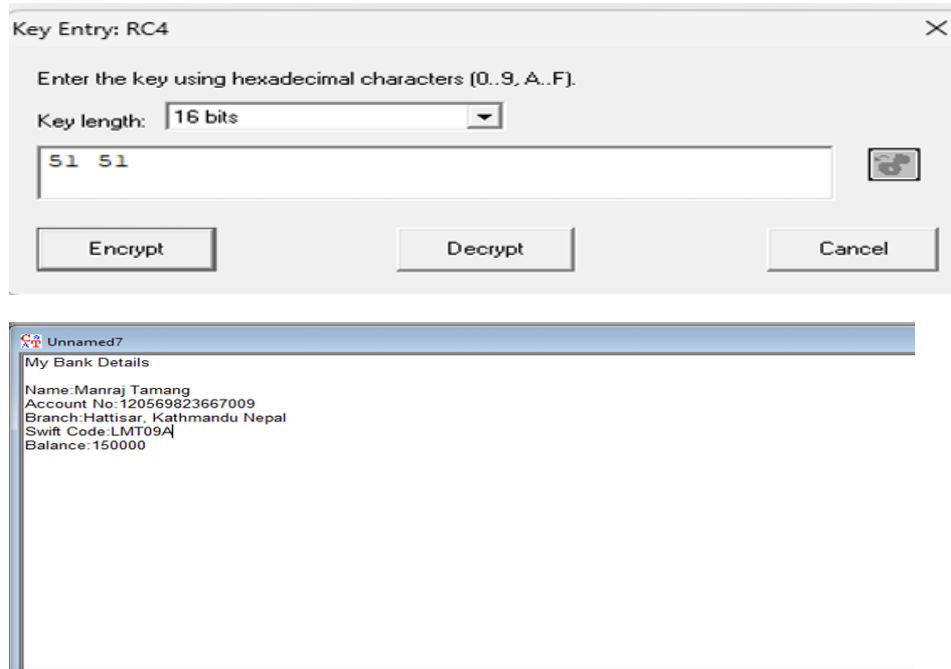 Key Entry: RC4
Enter the key using hexadecimal characters (0..9, A..F).
Key length: 16 bits
51 51
Encrypt Decrypt Cancel
Unnamed7
My Bank Details
Name:Manraj Tamang
Account No:120569823667009
Branch:Hattisar, Kathmandu Nepal
Swift Code:LMT09A
Balance:150000